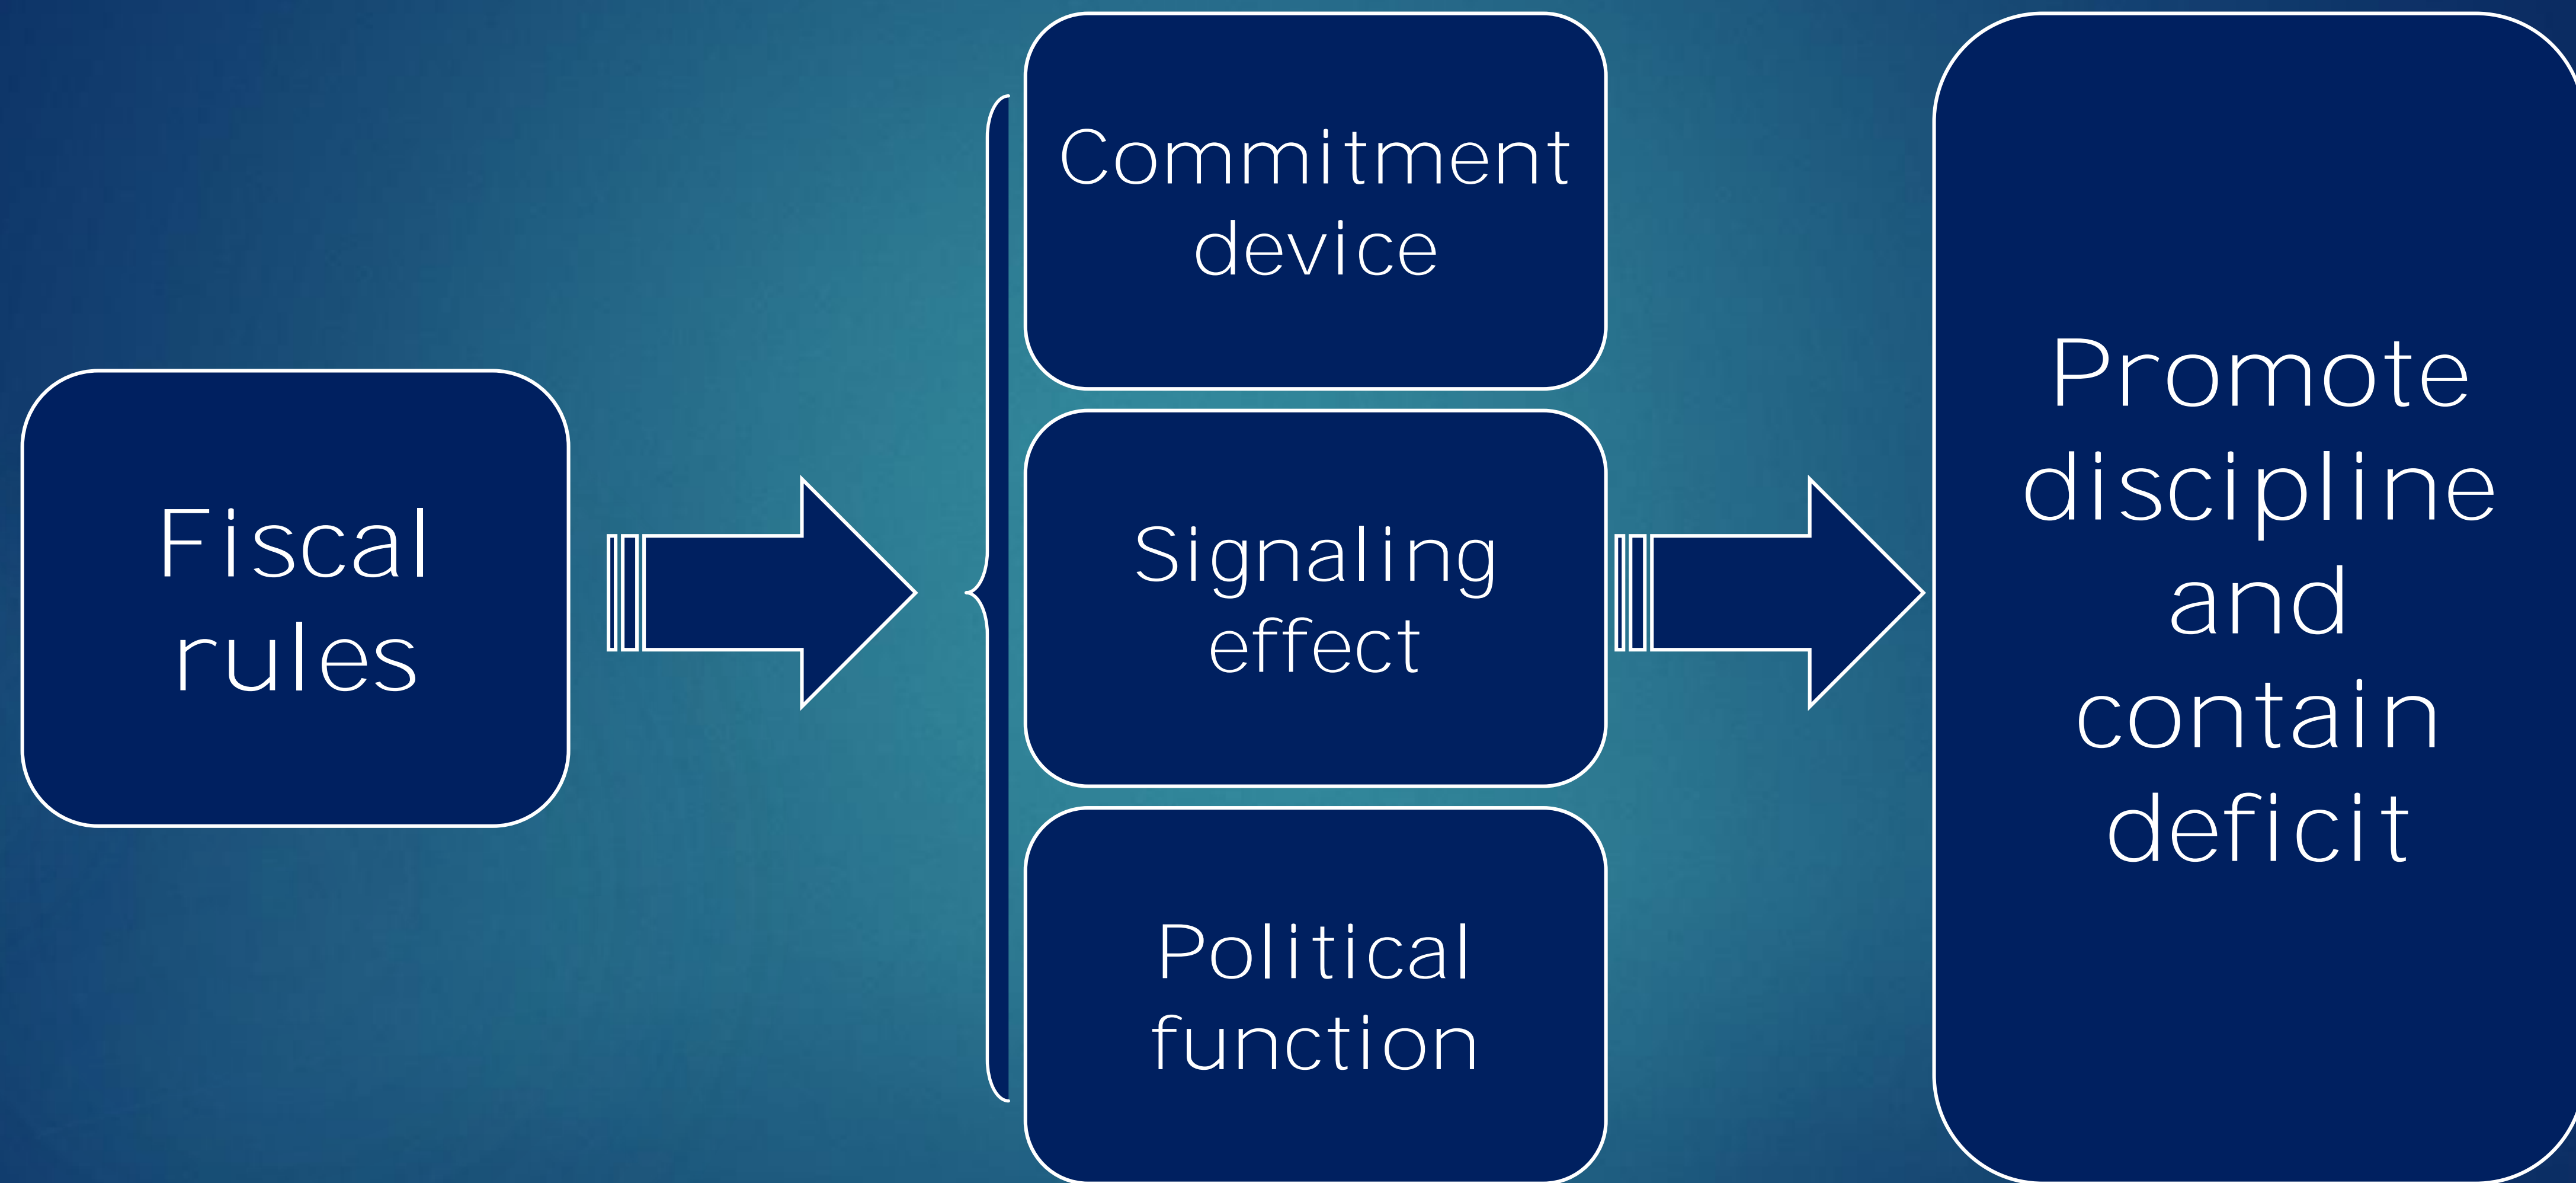 Fiscal
rules
Commitment
device
Signaling
effect
Political
function
Promote
discipline
and
contain
deficit